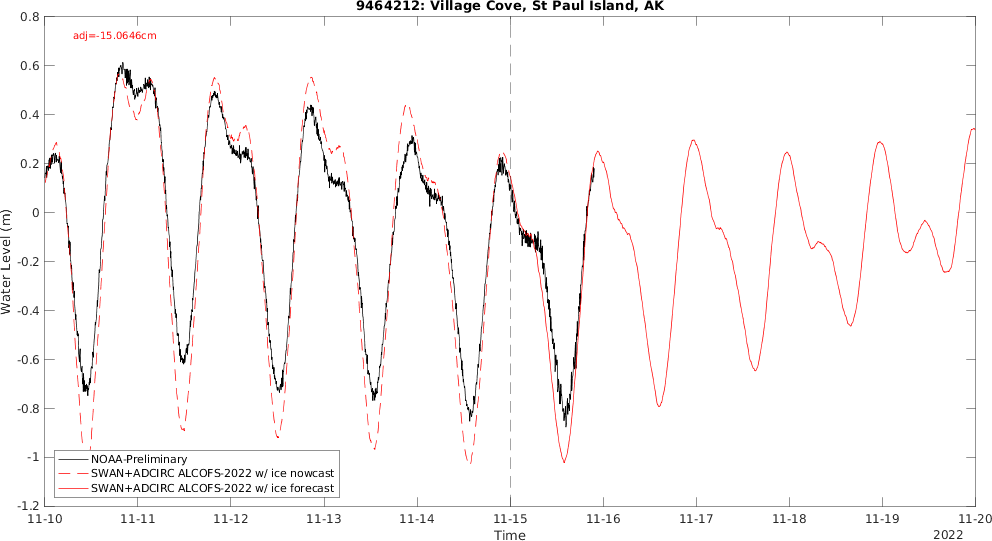 9464212: Village Cove, St Paul Island, AK
adj=-15.0646cm
Water Level (m)
0.8
0.6
0.4
0.2
0
-0.2
-0.4
-0.6
-0.8
-1
-1.2
NOAA-Preliminary
SWAN+ADCIRC ALCOFS-2022 w/ ice nowcast
SWAN+ADCIRC ALCOFS-2022 w/ ice forecast
11-10 11-11 11-12 11-13 11-14 11-15 11-16 11-17 11-18 11-19 11-20
Time
2022